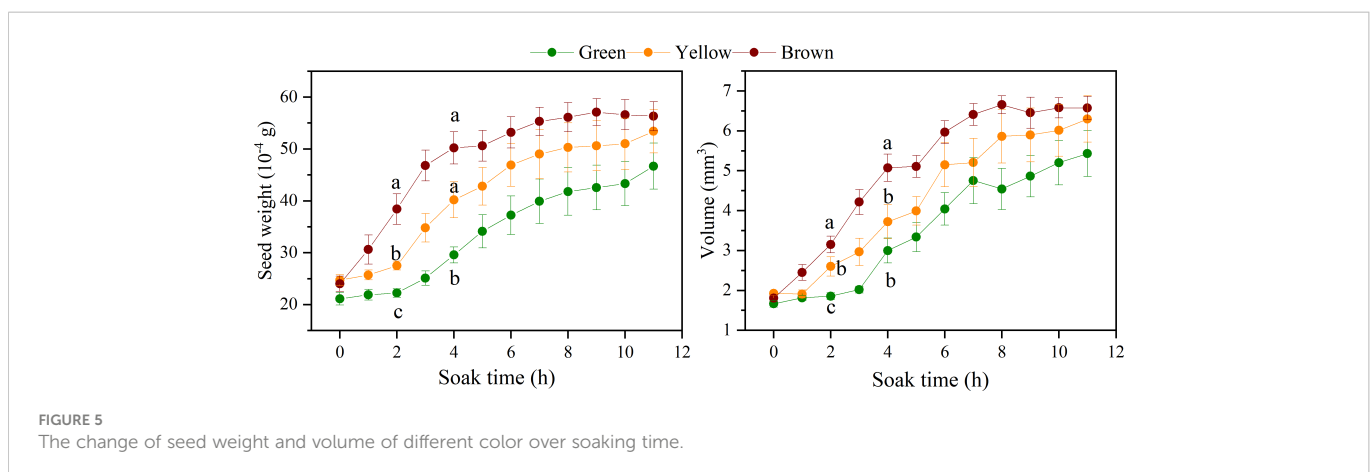 Green Yellow Brown
Seed weight (10⁻⁴ g)
60
50
40
30
20
a
a
a
b
b
c
0 2 4 6 8 10 12
Soak time (h)
Volume (mm³)
7
6
5
4
3
2
1
a
b
a
b
b
c
0 2 4 6 8 10 12
Soak time (h)
FIGURE 5
The change of seed weight and volume of different color over soaking time.